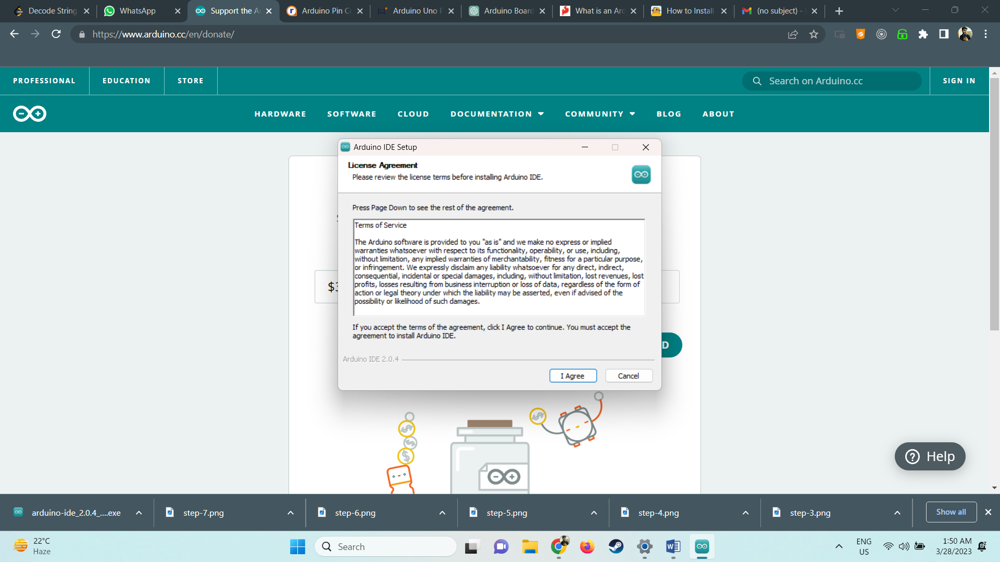 Decode String
WhatsApp
Support the A
Arduino Pin Co
Arduino Uno P
Arduino Board
What is an Ard
How to Install
(no subject) -
https://www.arduino.cc/en/donate/
PROFESSIONAL
EDUCATION
STORE
Search on Arduino.cc
SIGN IN
HARDWARE
SOFTWARE
CLOUD
DOCUMENTATION
COMMUNITY
BLOG
ABOUT
Arduino IDE Setup
License Agreement
Please review the license terms before installing Arduino IDE.
Press Page Down to see the rest of the agreement.
Terms of Service
The Arduino software is provided to you "as is" and we make no express or implied
warranties whatsoever with respect to its functionality, operability, or use, including,
without limitation, any implied warranties of merchantability, fitness for a particular purpose,
or infringement. We expressly disclaim any liability whatsoever for any direct, indirect,
consequential, incidental or special damages, including, without limitation, lost revenues, lost
profits, losses resulting from business interruption or loss of data, regardless of the form of
action or legal theory under which the liability may be asserted, even if advised of the
possibility or likelihood of such damages.
$3
If you accept the terms of the agreement, click I Agree to continue. You must accept the
agreement to install Arduino IDE.
D
Arduino IDE 2.0.4
I Agree
Cancel
Help
arduino-ide_2.0.4_....exe
step-7.png
step-6.png
step-5.png
step-4.png
step-3.png
Show all
22°C
Haze
Search
ENG
US
1:50 AM
3/28/2023